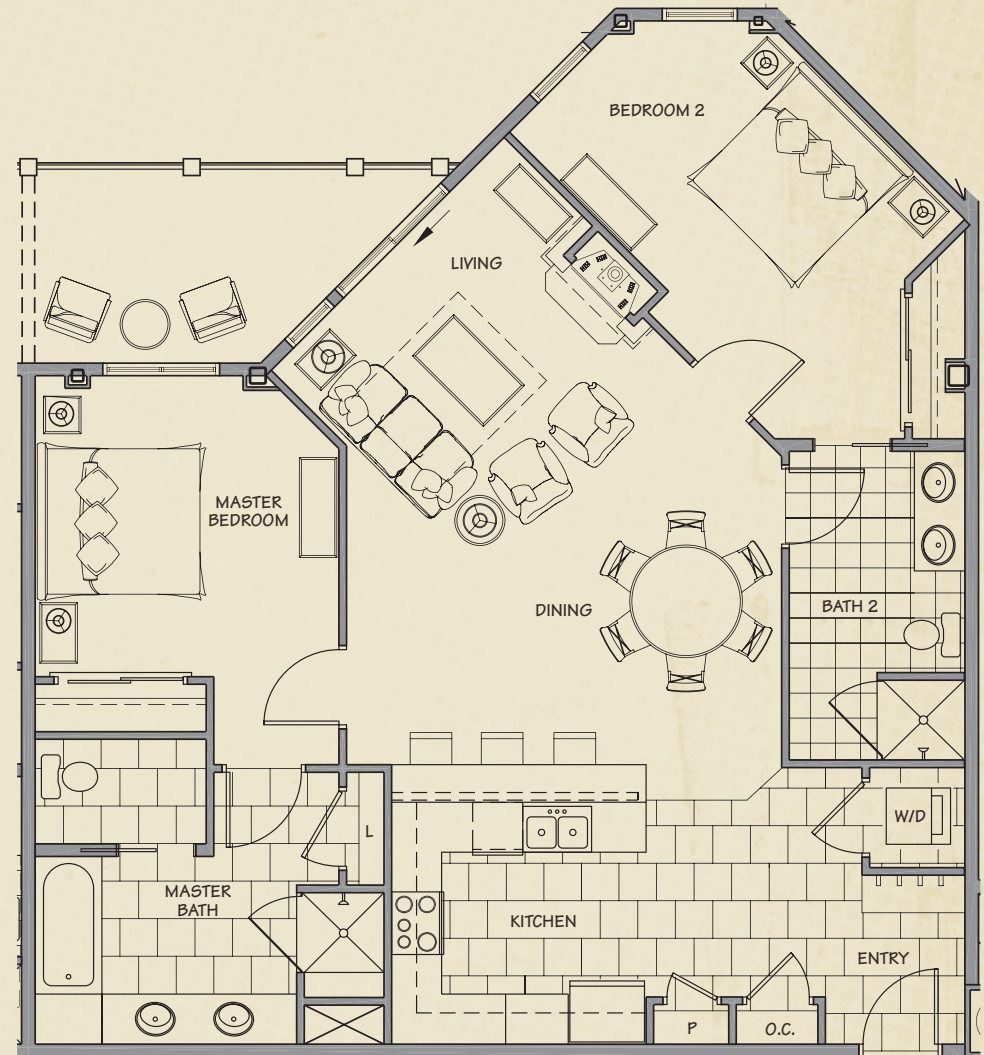 BEDROOM 2
LIVING
MASTER
BEDROOM
DINING
BATH 2
W/D
L
MASTER
BATH
KITCHEN
ENTRY
P
O.C.